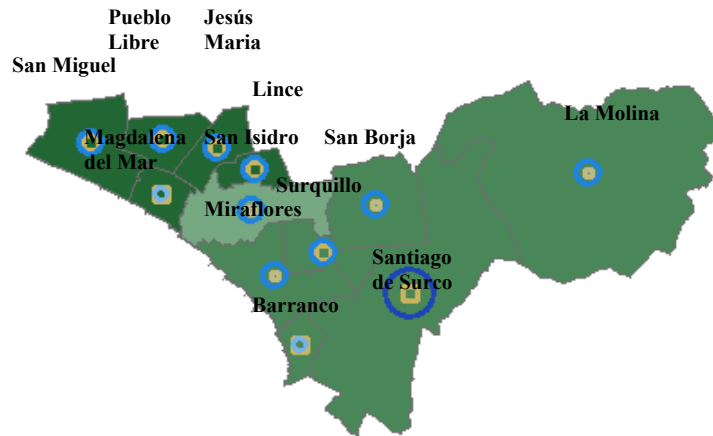 Pueblo
Libre
Jesús
Maria
San Miguel
Lince
La Molina
Magdalena
del Mar
San Isidro
San Borja
Surquillo
Miraflores
Santiago
de Surco
Barranco